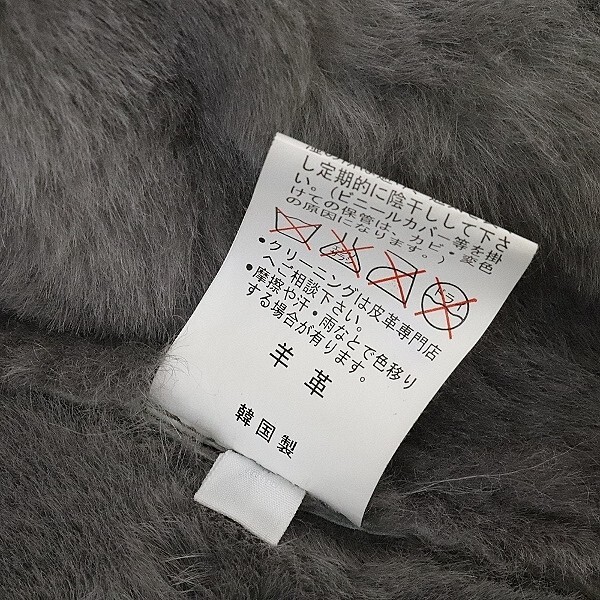 し定期的に陰干しして下さ
い。(ビニールカバー等を掛
けての保管は、カビ・変色
の原因になります。)
ドライ
•クリーニングは皮革専門店
へご相談下さい。
•摩擦や汗・雨などで色移り
する場合が有ります。
羊革
韓国製